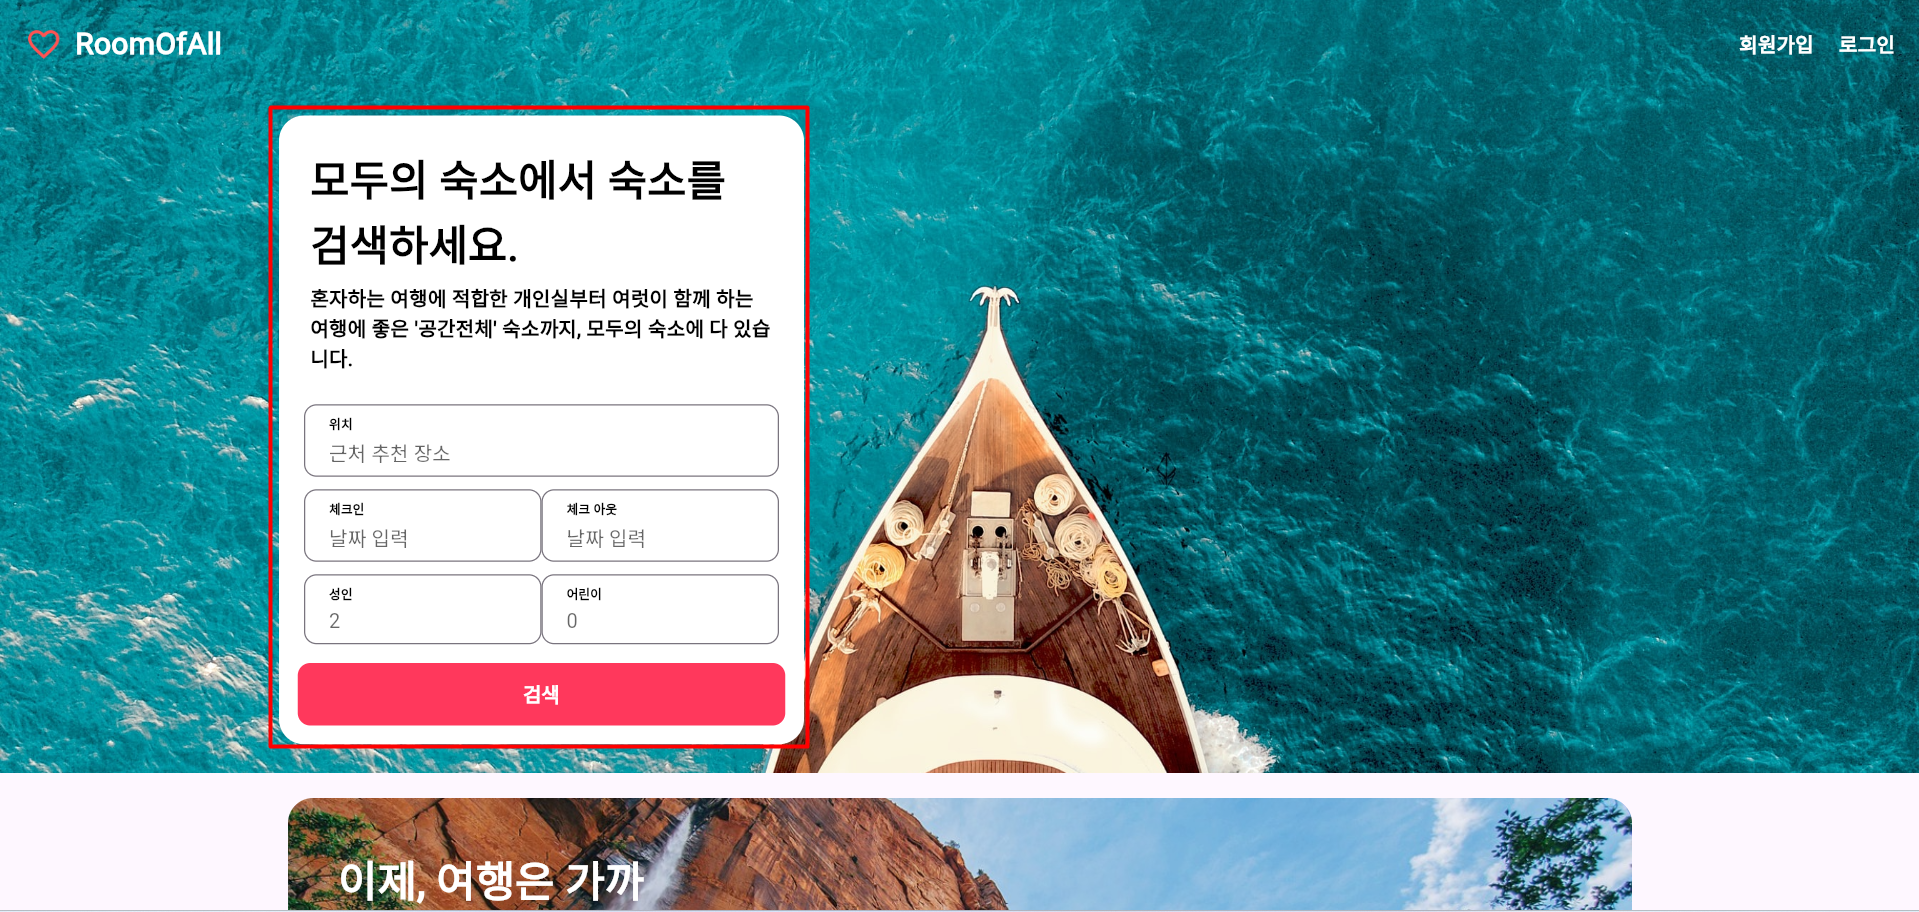 RoomOfAll
회원가입 로그인
모두의 숙소에서 숙소를
검색하세요.
혼자하는 여행에 적합한 개인실부터 여럿이 함께 하는
여행에 좋은 '공간전체' 숙소까지, 모두의 숙소에 다 있습
니다.
위치
근처 추천 장소
체크인 체크 아웃
날짜 입력 날짜 입력
성인 어린이
2 0
검색
이제, 여행은 가까